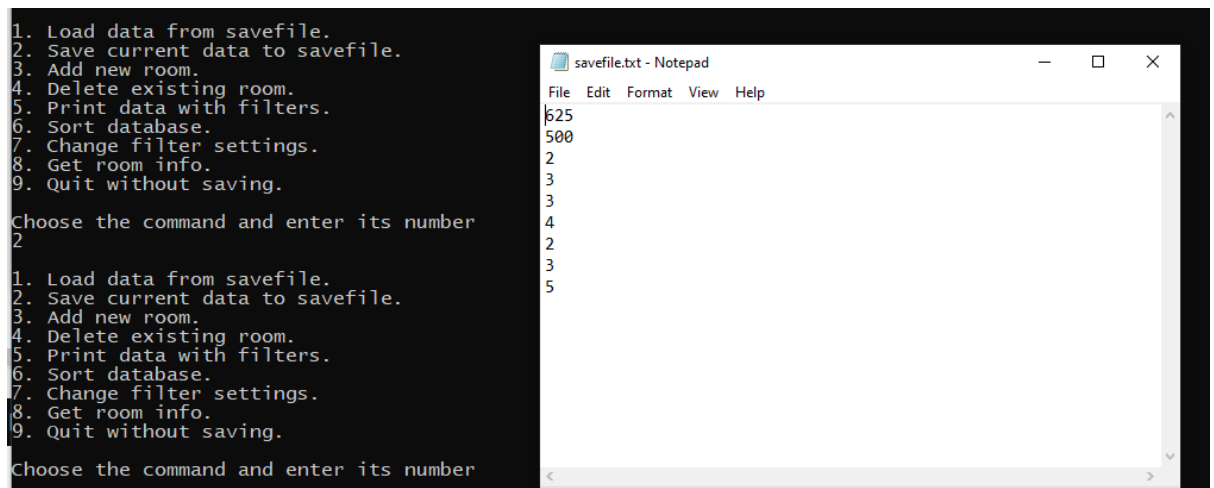 1. Load data from savefile.
2. Save current data to savefile.
3. Add new room.
4. Delete existing room.
5. Print data with filters.
6. Sort database.
7. Change filter settings.
8. Get room info.
9. Quit without saving.
Choose the command and enter its number
2
1. Load data from savefile.
2. Save current data to savefile.
3. Add new room.
4. Delete existing room.
5. Print data with filters.
6. Sort database.
7. Change filter settings.
8. Get room info.
9. Quit without saving.
Choose the command and enter its number
savefile.txt - Notepad
File Edit Format View Help
625
500
2
3
3
4
2
3
5